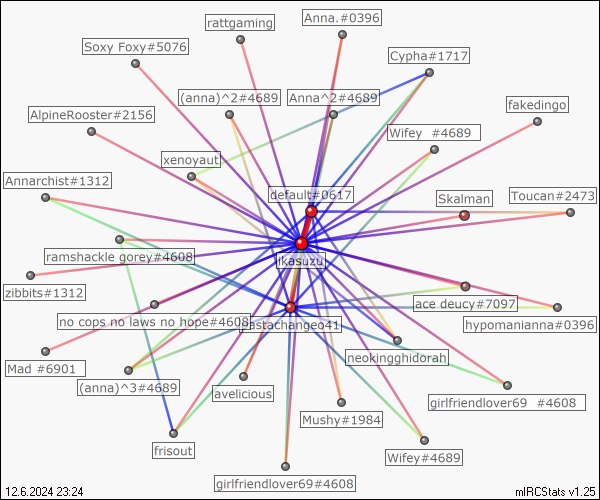 rattgaming
Anna.#0396
Soxy Foxy#5076
Cypha#1717
(anna)^2#4689
Anna^2#4689
fakedingo
AlpineRooster#2156
Wifey #4689
xenoyaut
Annarchist#1312
default#0617
Skalman
Toucan#2473
ramshackle gorey#4608
ikasuzu
zibbits#1312
ace deucy#7097
no cops no laws no hope#4608
astachangeo41
hypomanianna#0396
neokingghidorah
Mad #6901
(anna)^3#4689
avelicious
girlfriendlover69 #4608
Mushy#1984
frisout
Wifey#4689
girlfriendlover69#4608
12.6.2024 23:24
mIRCStats v1.25